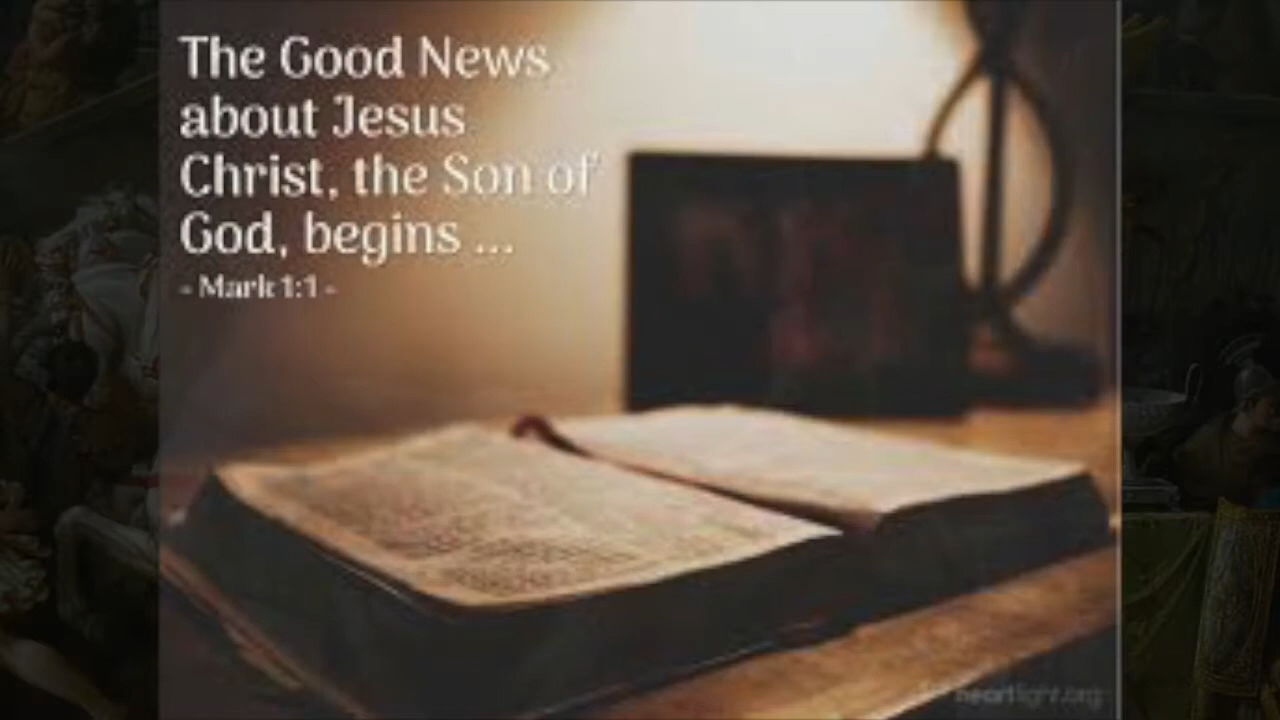 The Good News
about Jesus
Christ, the Son of
God, begins ...
- Mark 1:1 -
heartlight.org